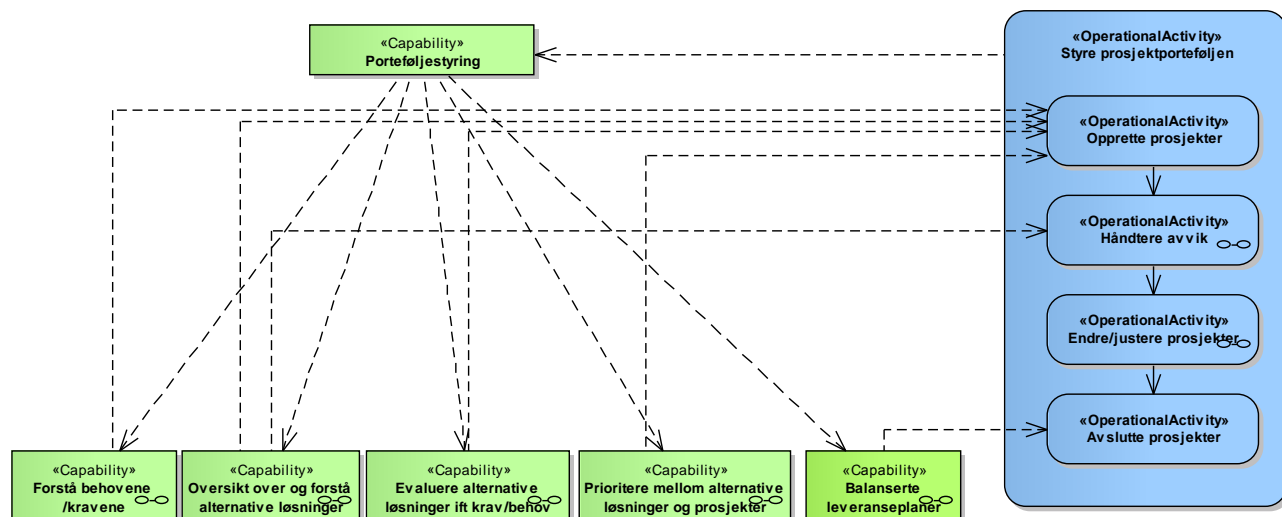 «Capability»
Porteføljestyring
«OperationalActivity»
Styre prosjektporteføljen
«OperationalActivity»
Opprette prosjekter
«OperationalActivity»
Håndtere avvik
«OperationalActivity»
Endre/justere prosjekter
«OperationalActivity»
Avslutte prosjekter
«Capability»
Forstå behovene
/kravene
«Capability»
Oversikt over og forstå
alternative løsninger
«Capability»
Evaluere alternative
løsninger ift krav/behov
«Capability»
Prioritere mellom alternative
løsninger og prosjekter
«Capability»
Balanserte
leveranseplaner